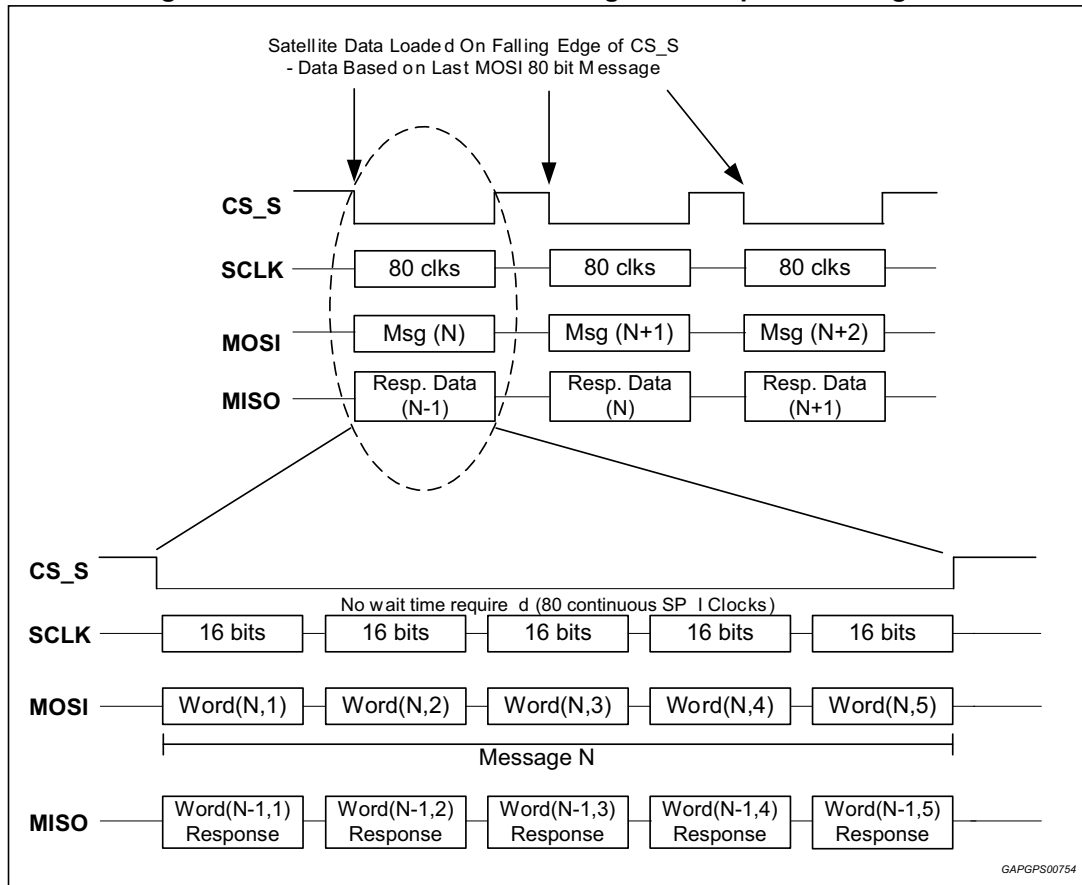 Satellite Data Loaded On Falling Edge of CS_S
- Data Based on Last MOSI 80 bit Message
CS_S
SCLK 80 clks 80 clks 80 clks
MOSI Msg (N) Msg (N+1) Msg (N+2)
MISO Resp. Data (N-1) Resp. Data (N) Resp. Data (N+1)
CS_S
No wait time require d (80 continuous SP I Clocks)
SCLK 16 bits 16 bits 16 bits 16 bits 16 bits
MOSI Word(N,1) Word(N,2) Word(N,3) Word(N,4) Word(N,5)
Message N
MISO Word(N-1,1) Response Word(N-1,2) Response Word(N-1,3) Response Word(N-1,4) Response Word(N-1,5) Response
GAPGPS00754